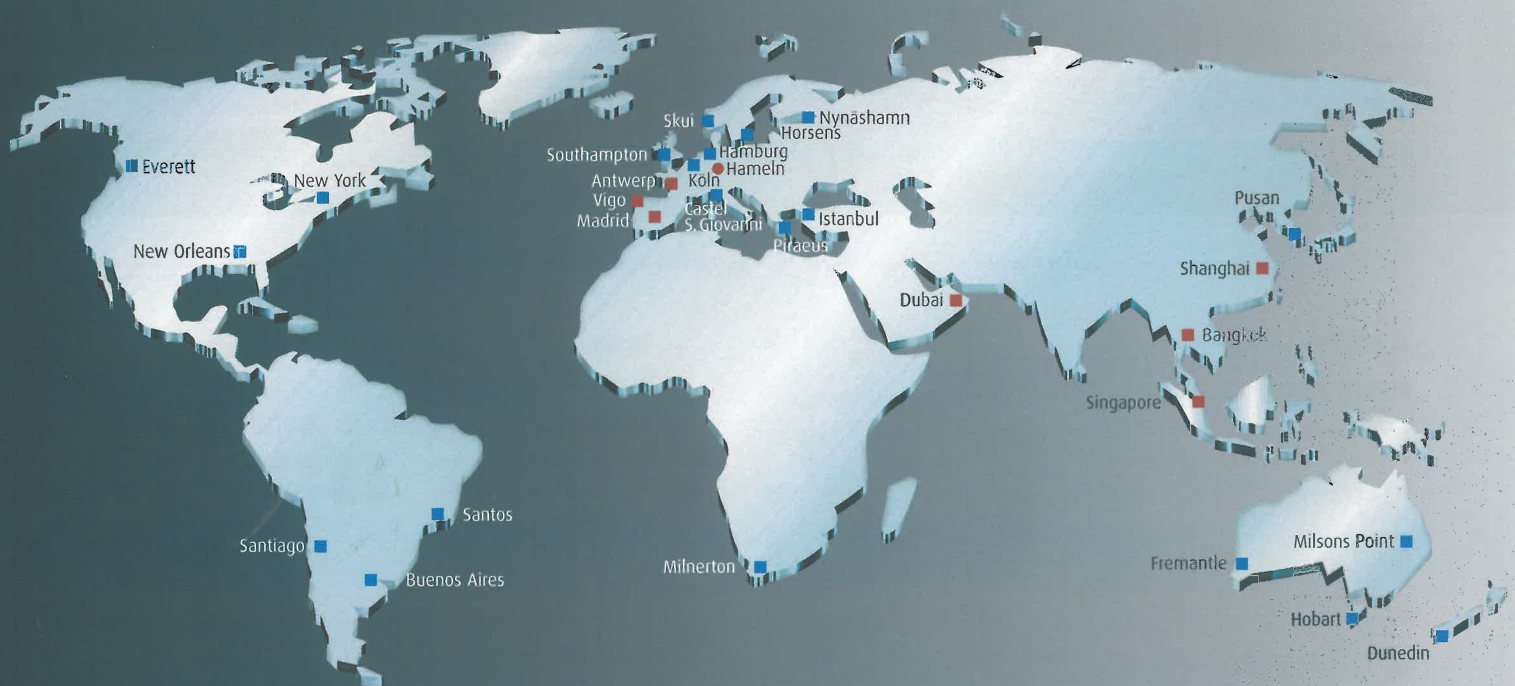 Skui
Nynäshamn
Horsens
Southampton
Hamburg
Everett
Hameln
New York
Antwerp
Köln
Vigo
Castel
S. Giovanni
Madrid
Istanbul
Pusan
Piraeus
New Orleans
Shanghai
Dubai
Bangkok
Singapore
Santos
Santiago
Milsons Point
Buenos Aires
Milnerton
Fremantle
Hobart
Dunedin